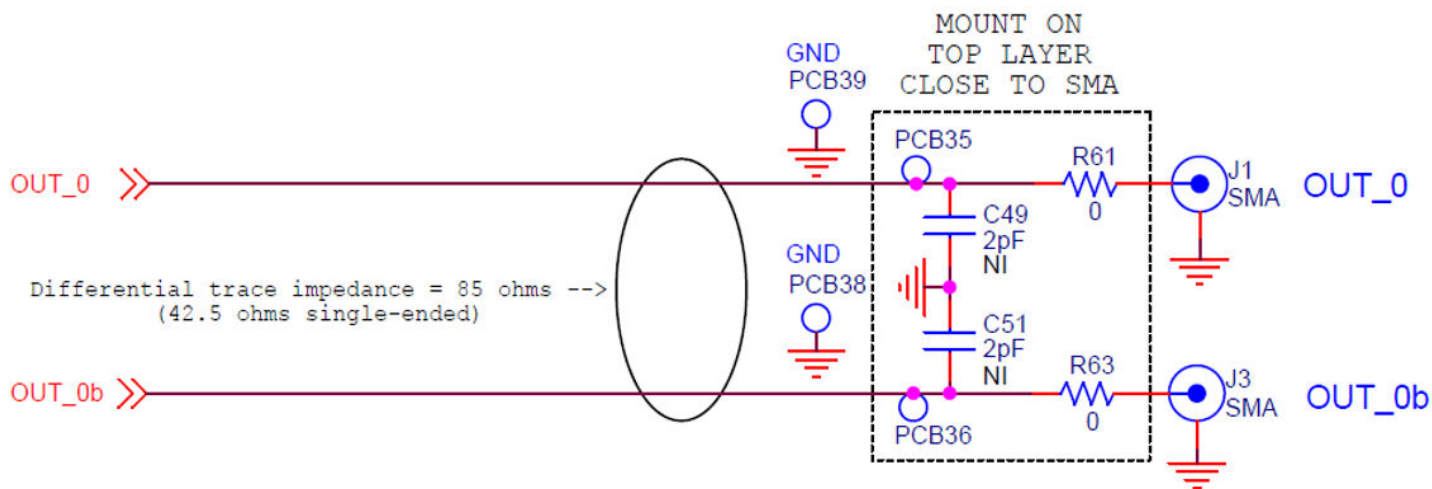 MOUNT ON
TOP LAYER
CLOSE TO SMA
GND
PCB39
PCB35
R61
0
J1
SMA
OUT_0
OUT_0
C49
2pF
NI
GND
PCB38
Differential trace impedance = 85 ohms -->
(42.5 ohms single-ended)
C51
2pF
NI
R63
0
J3
SMA
OUT_0b
OUT_0b
PCB36